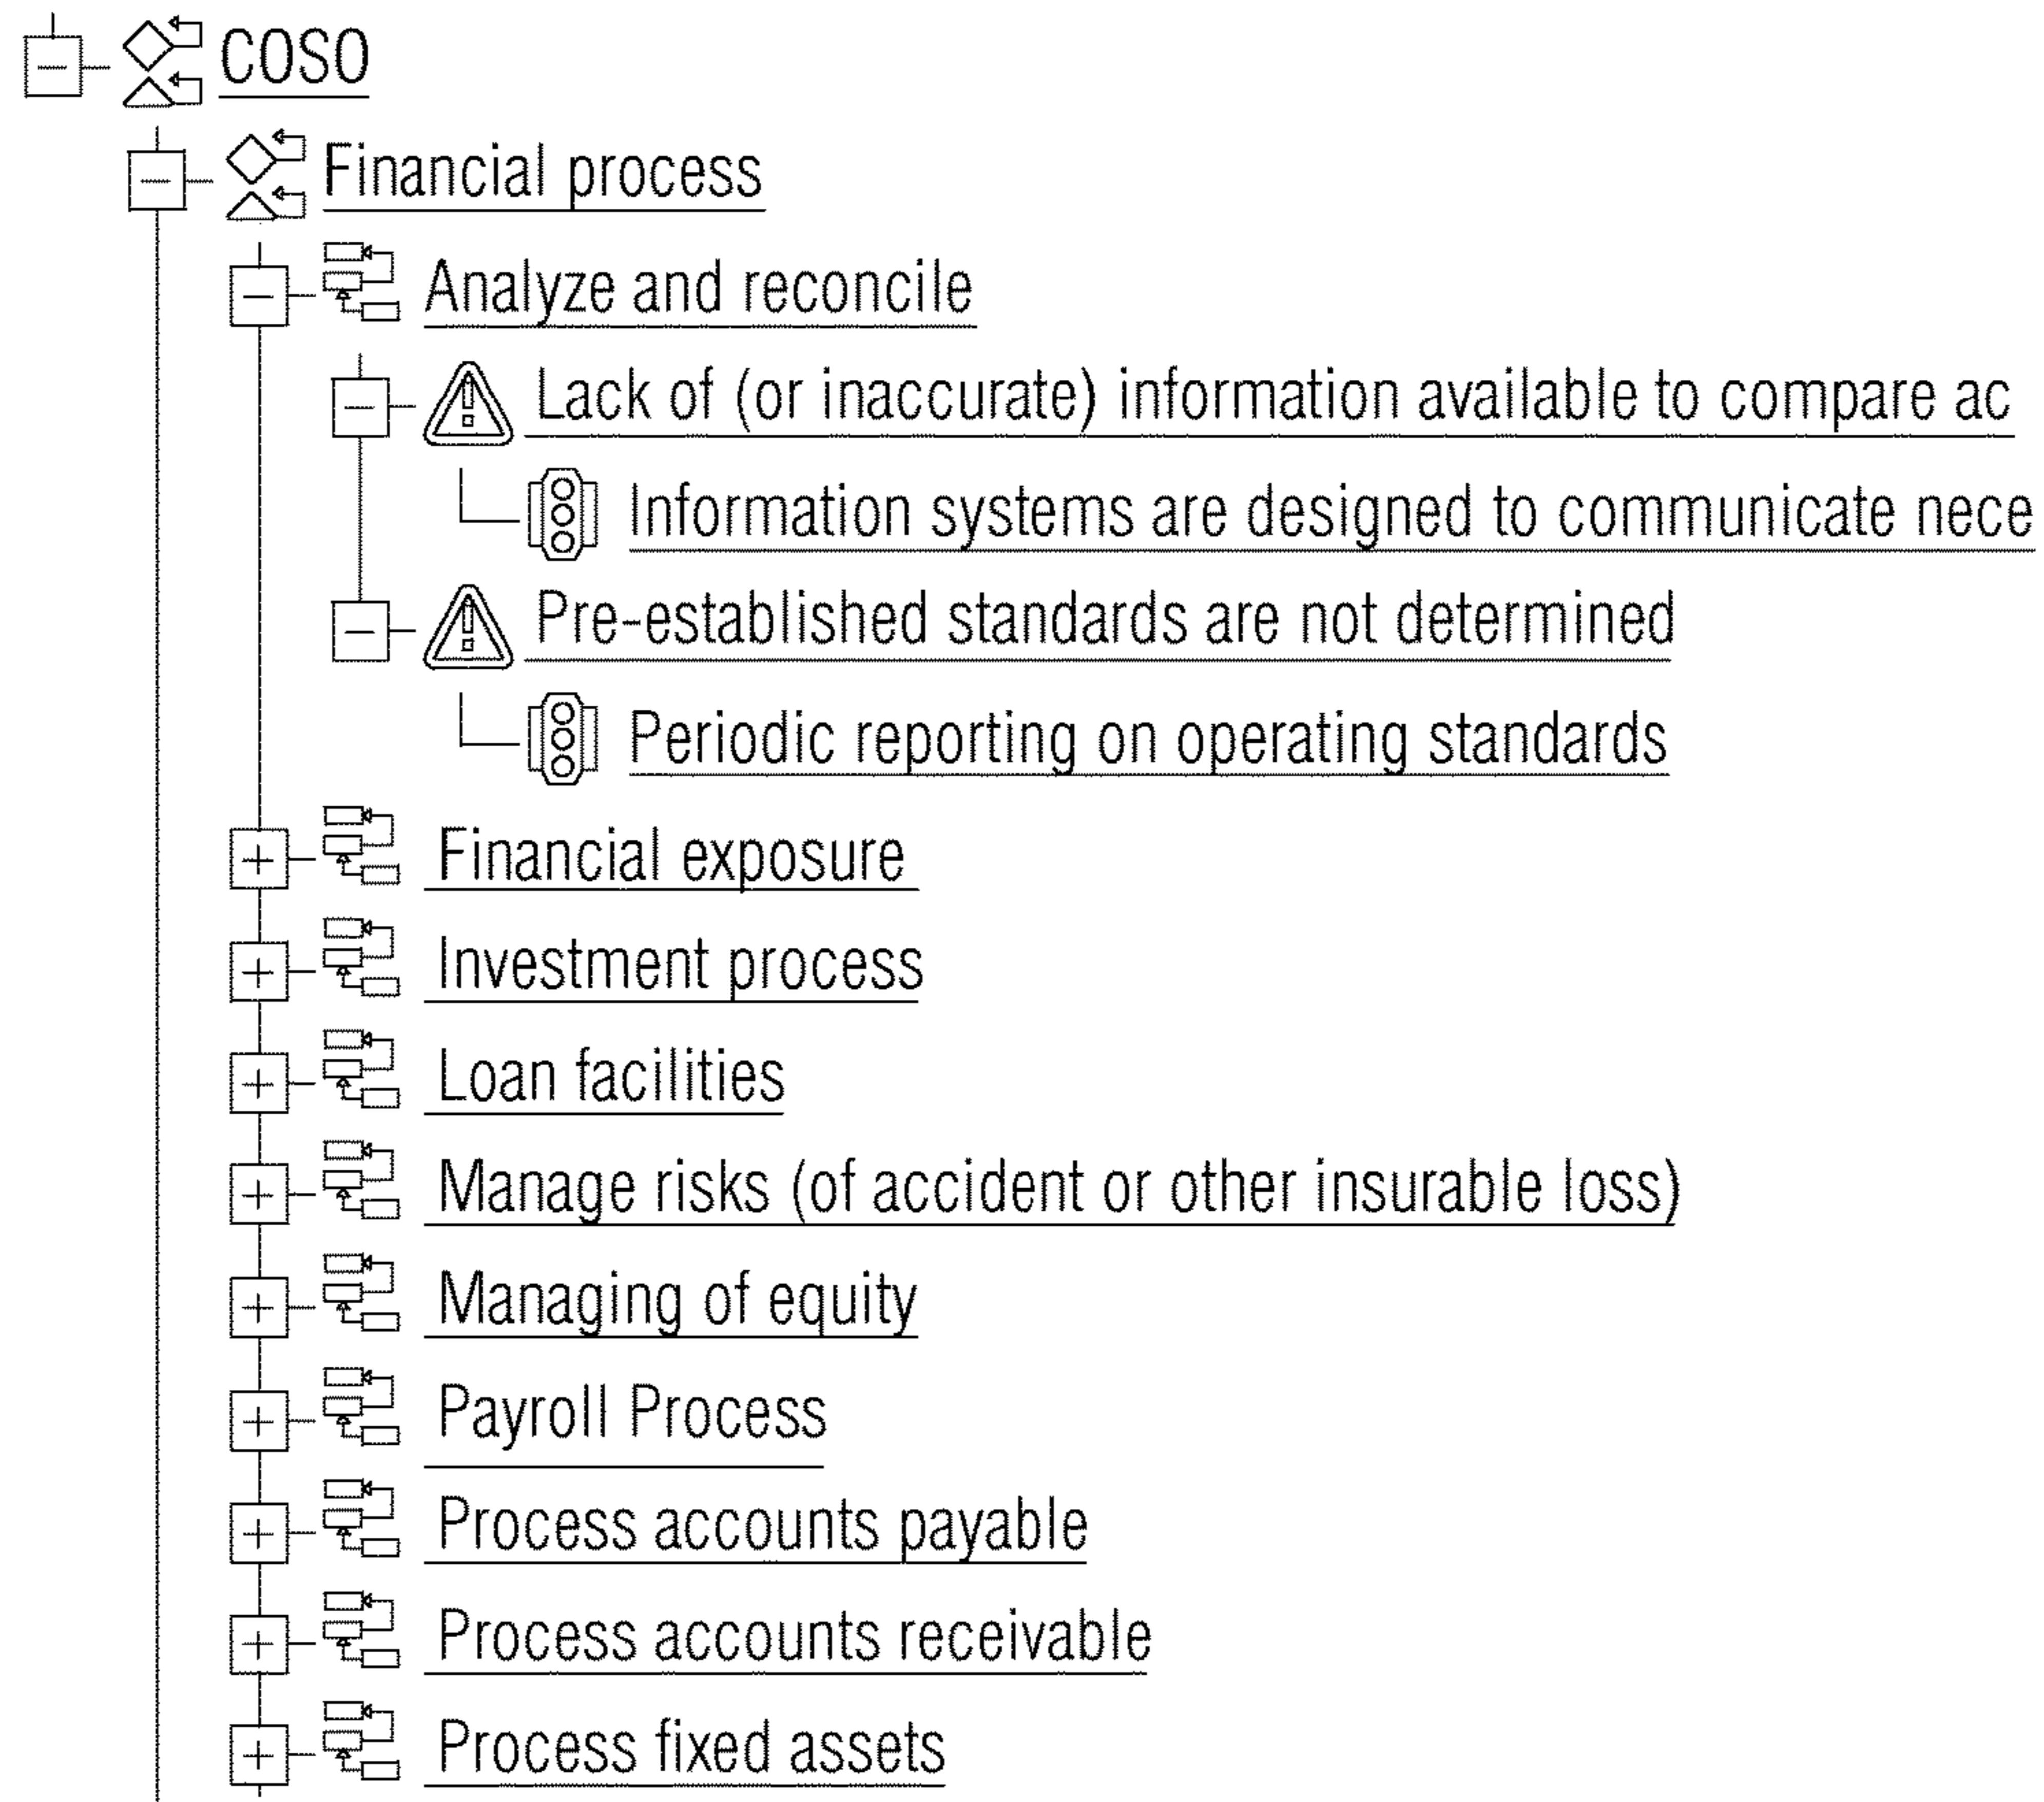 COSO
Financial process
Analyze and reconcile
Lack of (or inaccurate) information available to compare ac
Information systems are designed to communicate nece
Pre-established standards are not determined
Periodic reporting on operating standards
Financial exposure
Investment process
Loan facilities
Manage risks (of accident or other insurable loss)
Managing of equity
Payroll Process
Process accounts payable
Process accounts receivable
Process fixed assets